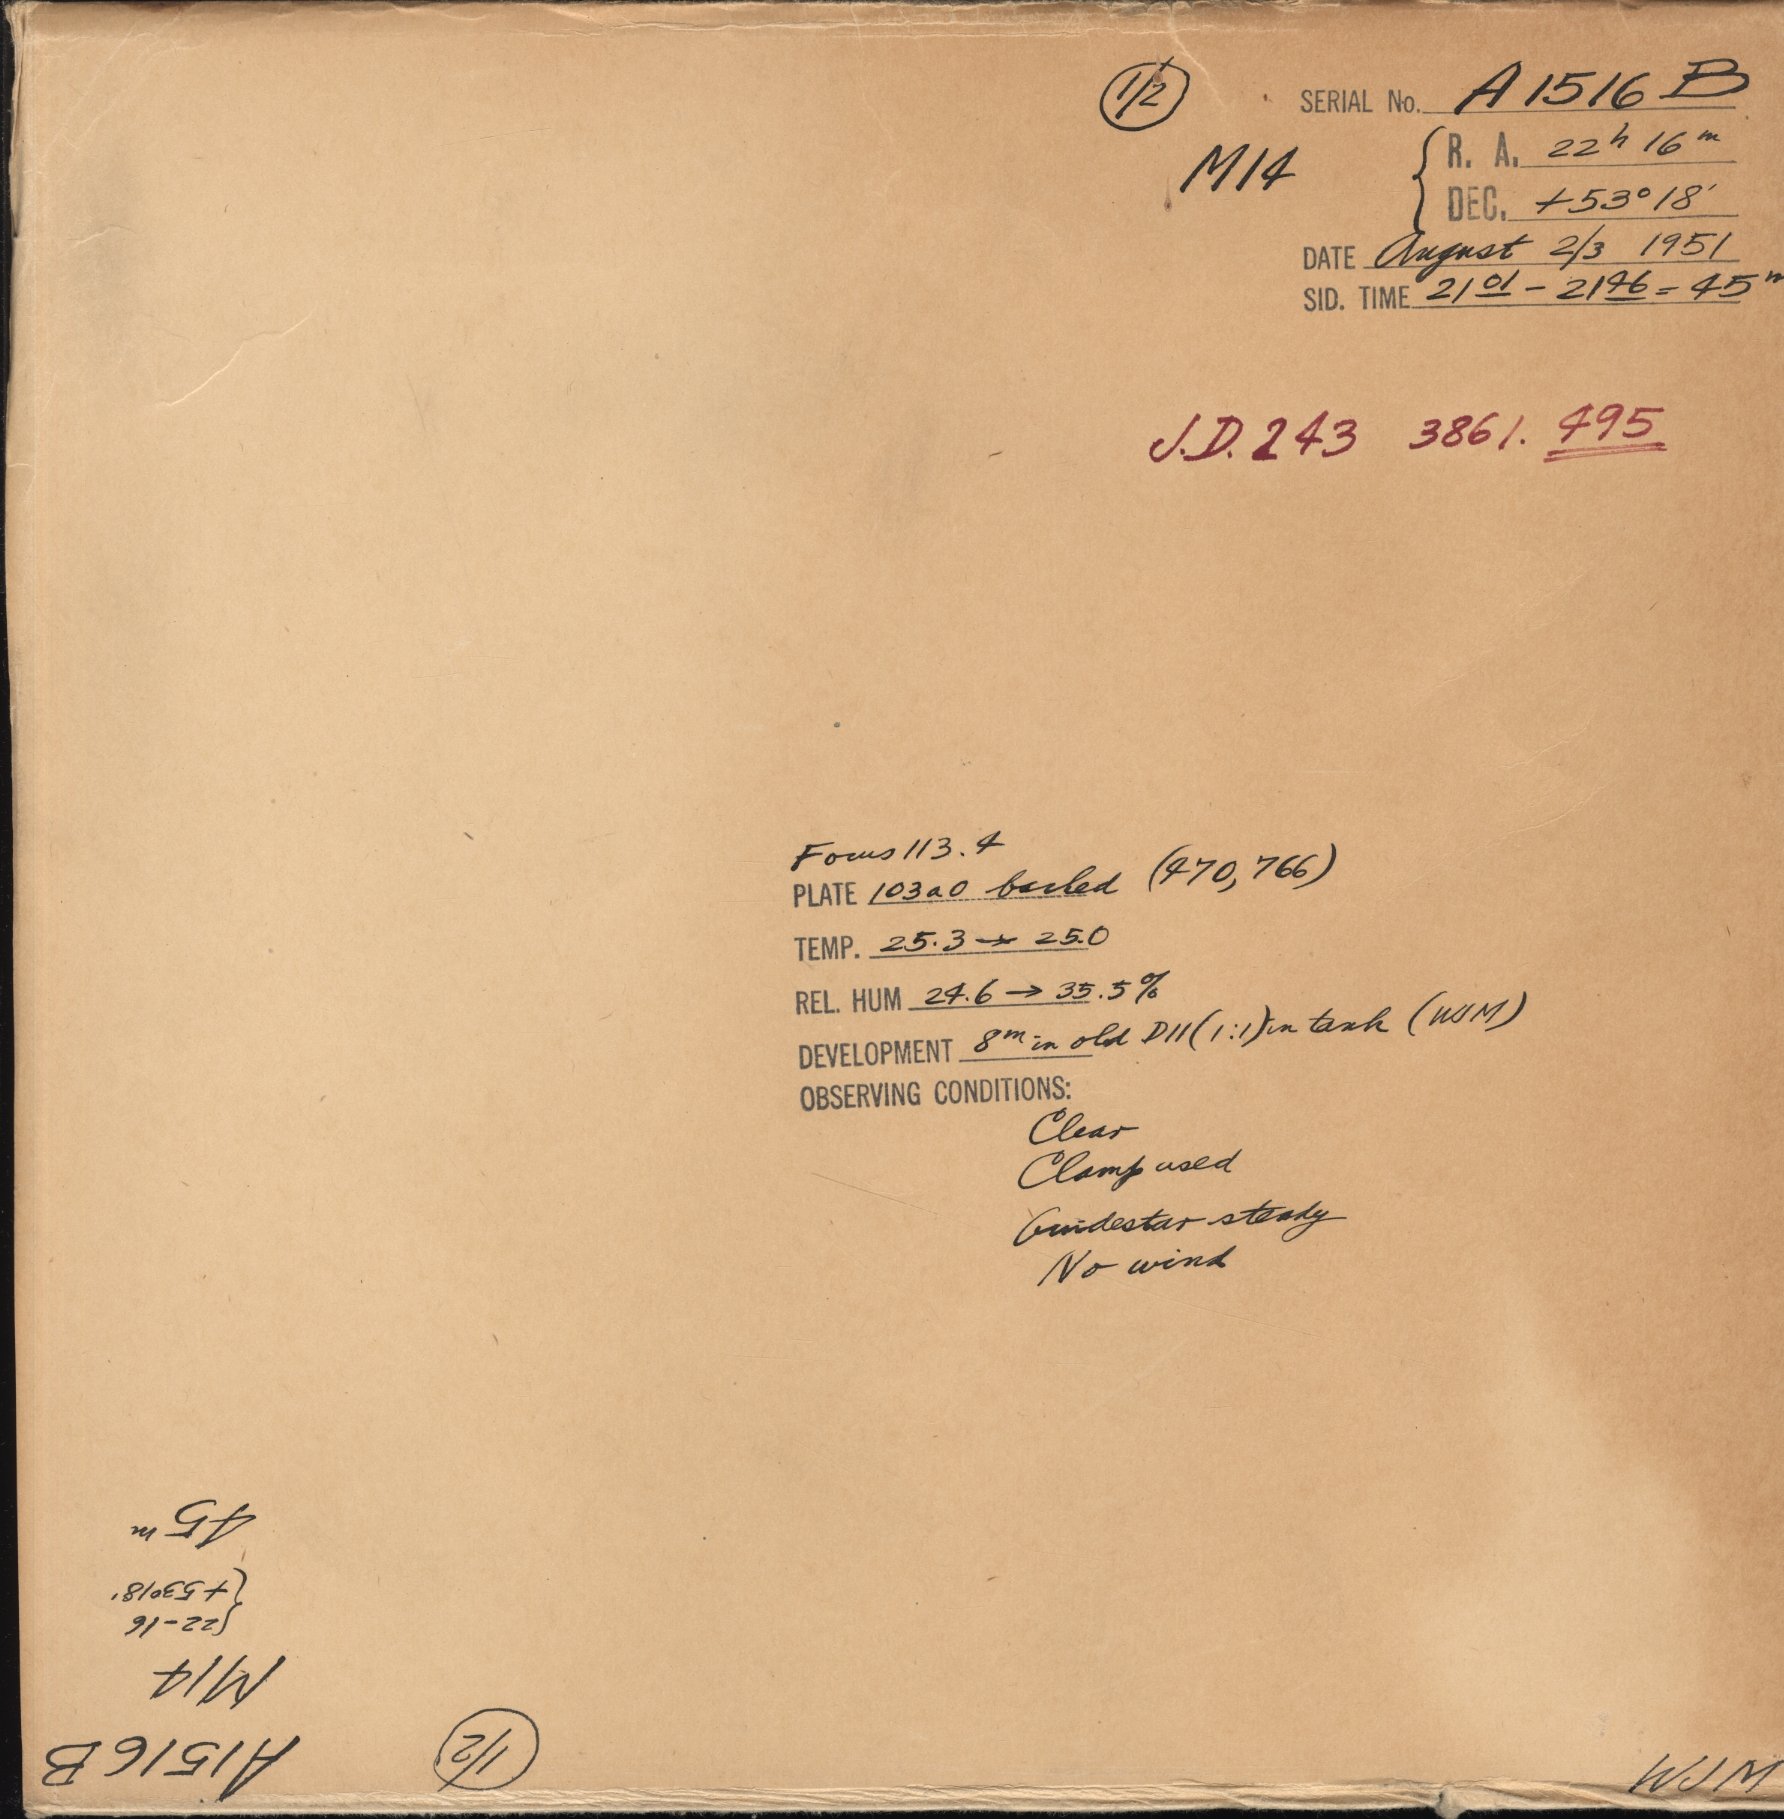 1/2
SERIAL No. A 1516 B
M14
{ R. A. 22h 16m
DEC. +53°18'
DATE August 2/3 1951
SID. TIME 21 01 - 21 46 = 45m
J.D. 243 3861. 495
Focus 113.4
PLATE 103aO backed (470, 766)
TEMP. 25.3 → 25.0
REL. HUM 24.6 → 35.5%
DEVELOPMENT 8m in old D11 (1:1) in tank (WJM)
OBSERVING CONDITIONS:
Clear
Clamp used
Guidestar steady
No wind
WJM
1/2
A1516B
M14
{22-16
{+53°18'
45m